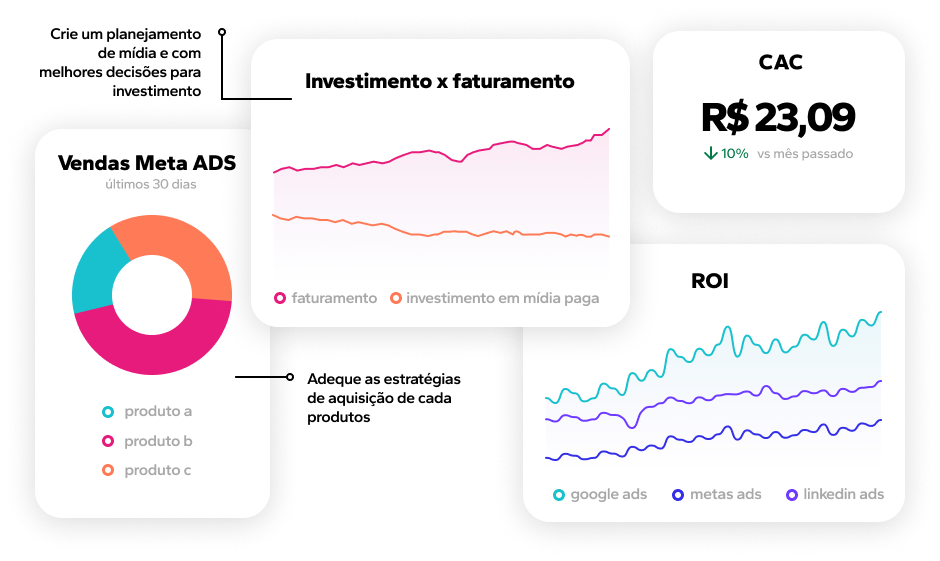 Crie um planejamento
de mídia e com
melhores decisões para
investimento
Investimento x faturamento
faturamento
investimento em mídia paga
CAC
R$ 23,09
10% vs mês passado
Vendas Meta ADS
últimos 30 dias
produto a
produto b
produto c
Adeque as estratégias
de aquisição de cada
produtos
ROI
google ads
metas ads
linkedin ads